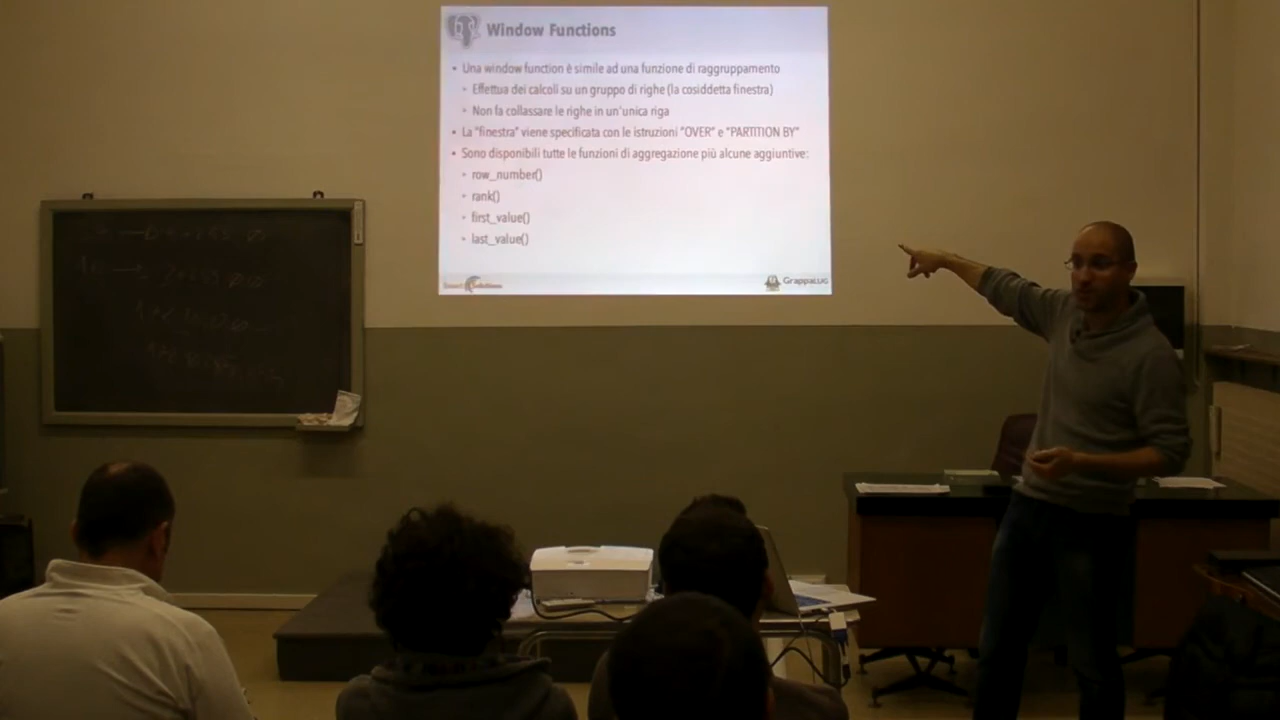 Window Functions
Una window function è simile ad una funzione di raggruppamento
Effettua dei calcoli su un gruppo di righe (la cosiddetta finestra)
Non fa collassare le righe in un'unica riga
La "finestra" viene specificata con le istruzioni "OVER" e "PARTITION BY"
Sono disponibili tutte le funzioni di aggregazione più alcune aggiuntive:
row_number()
rank()
first_value()
last_value()
GrappaLUG